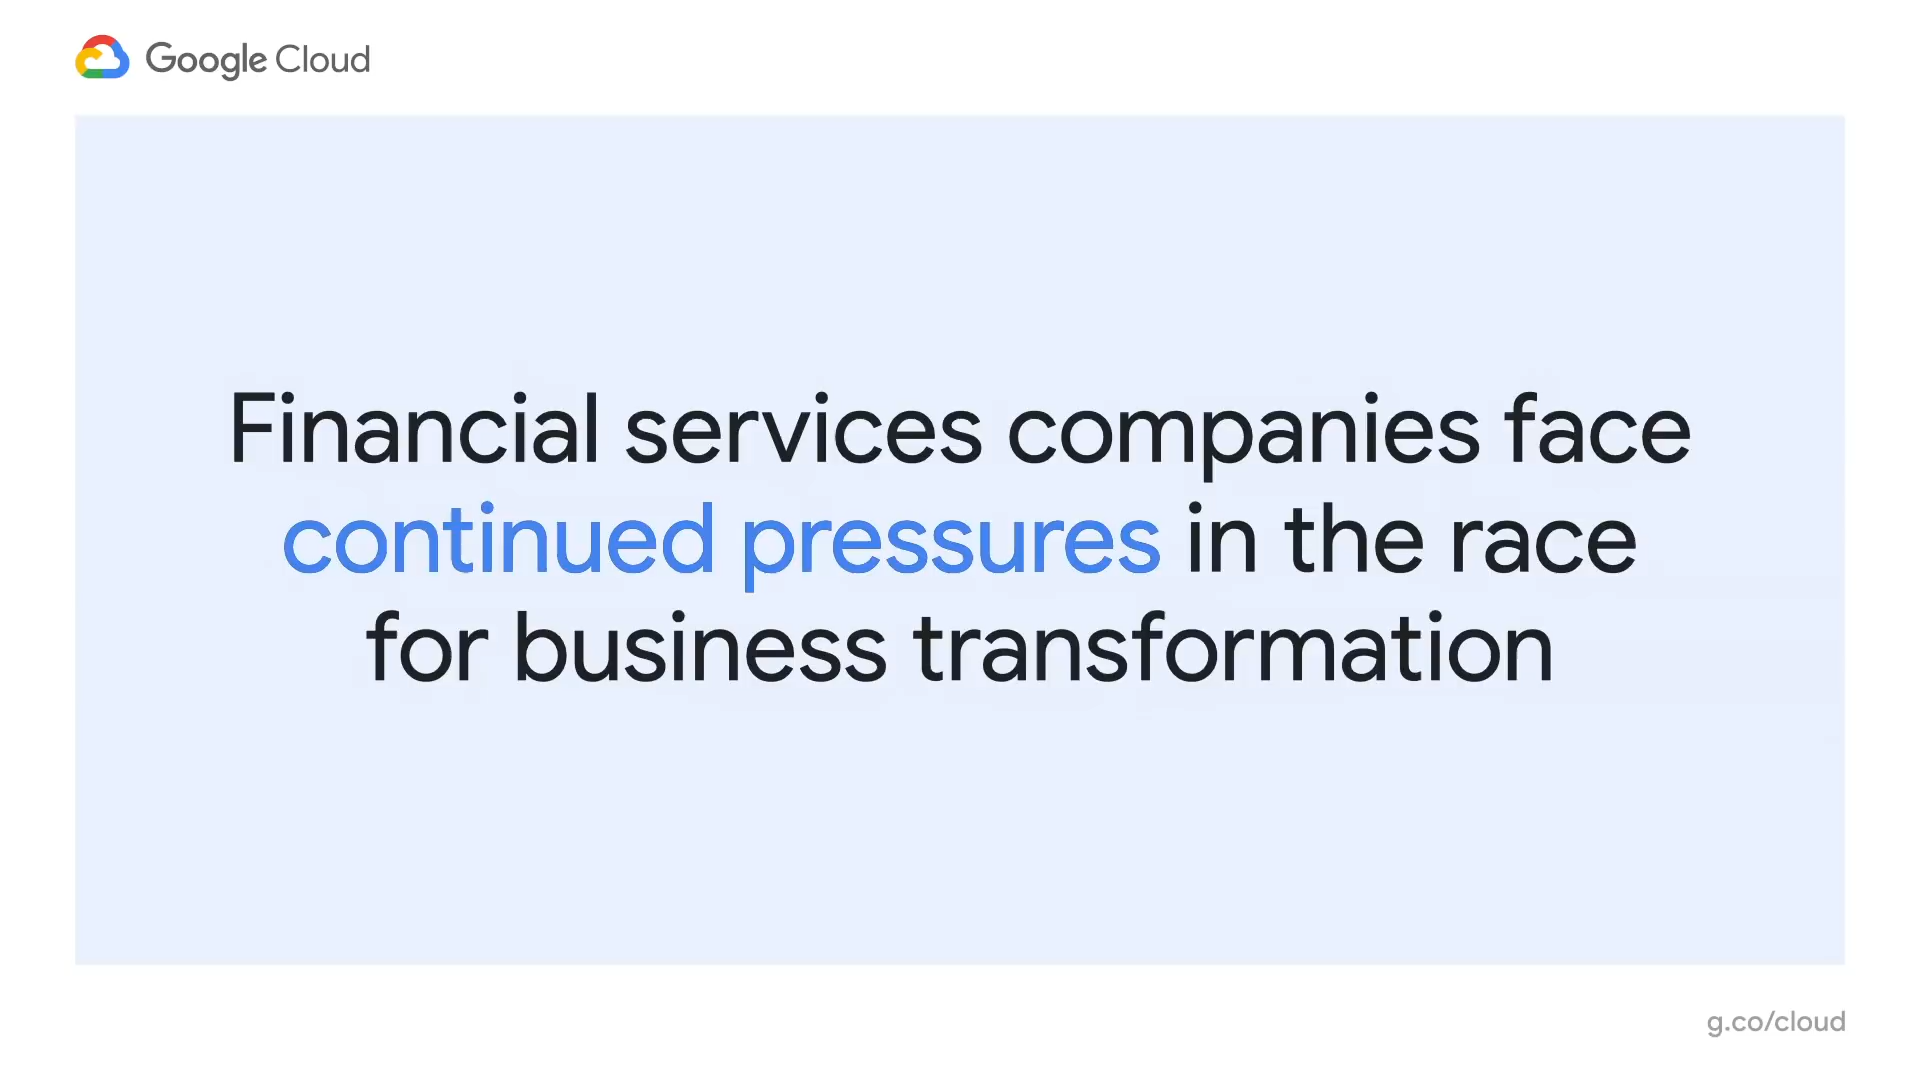 Google Cloud
Financial services companies face
continued pressures in the race
for business transformation
g.co/cloud